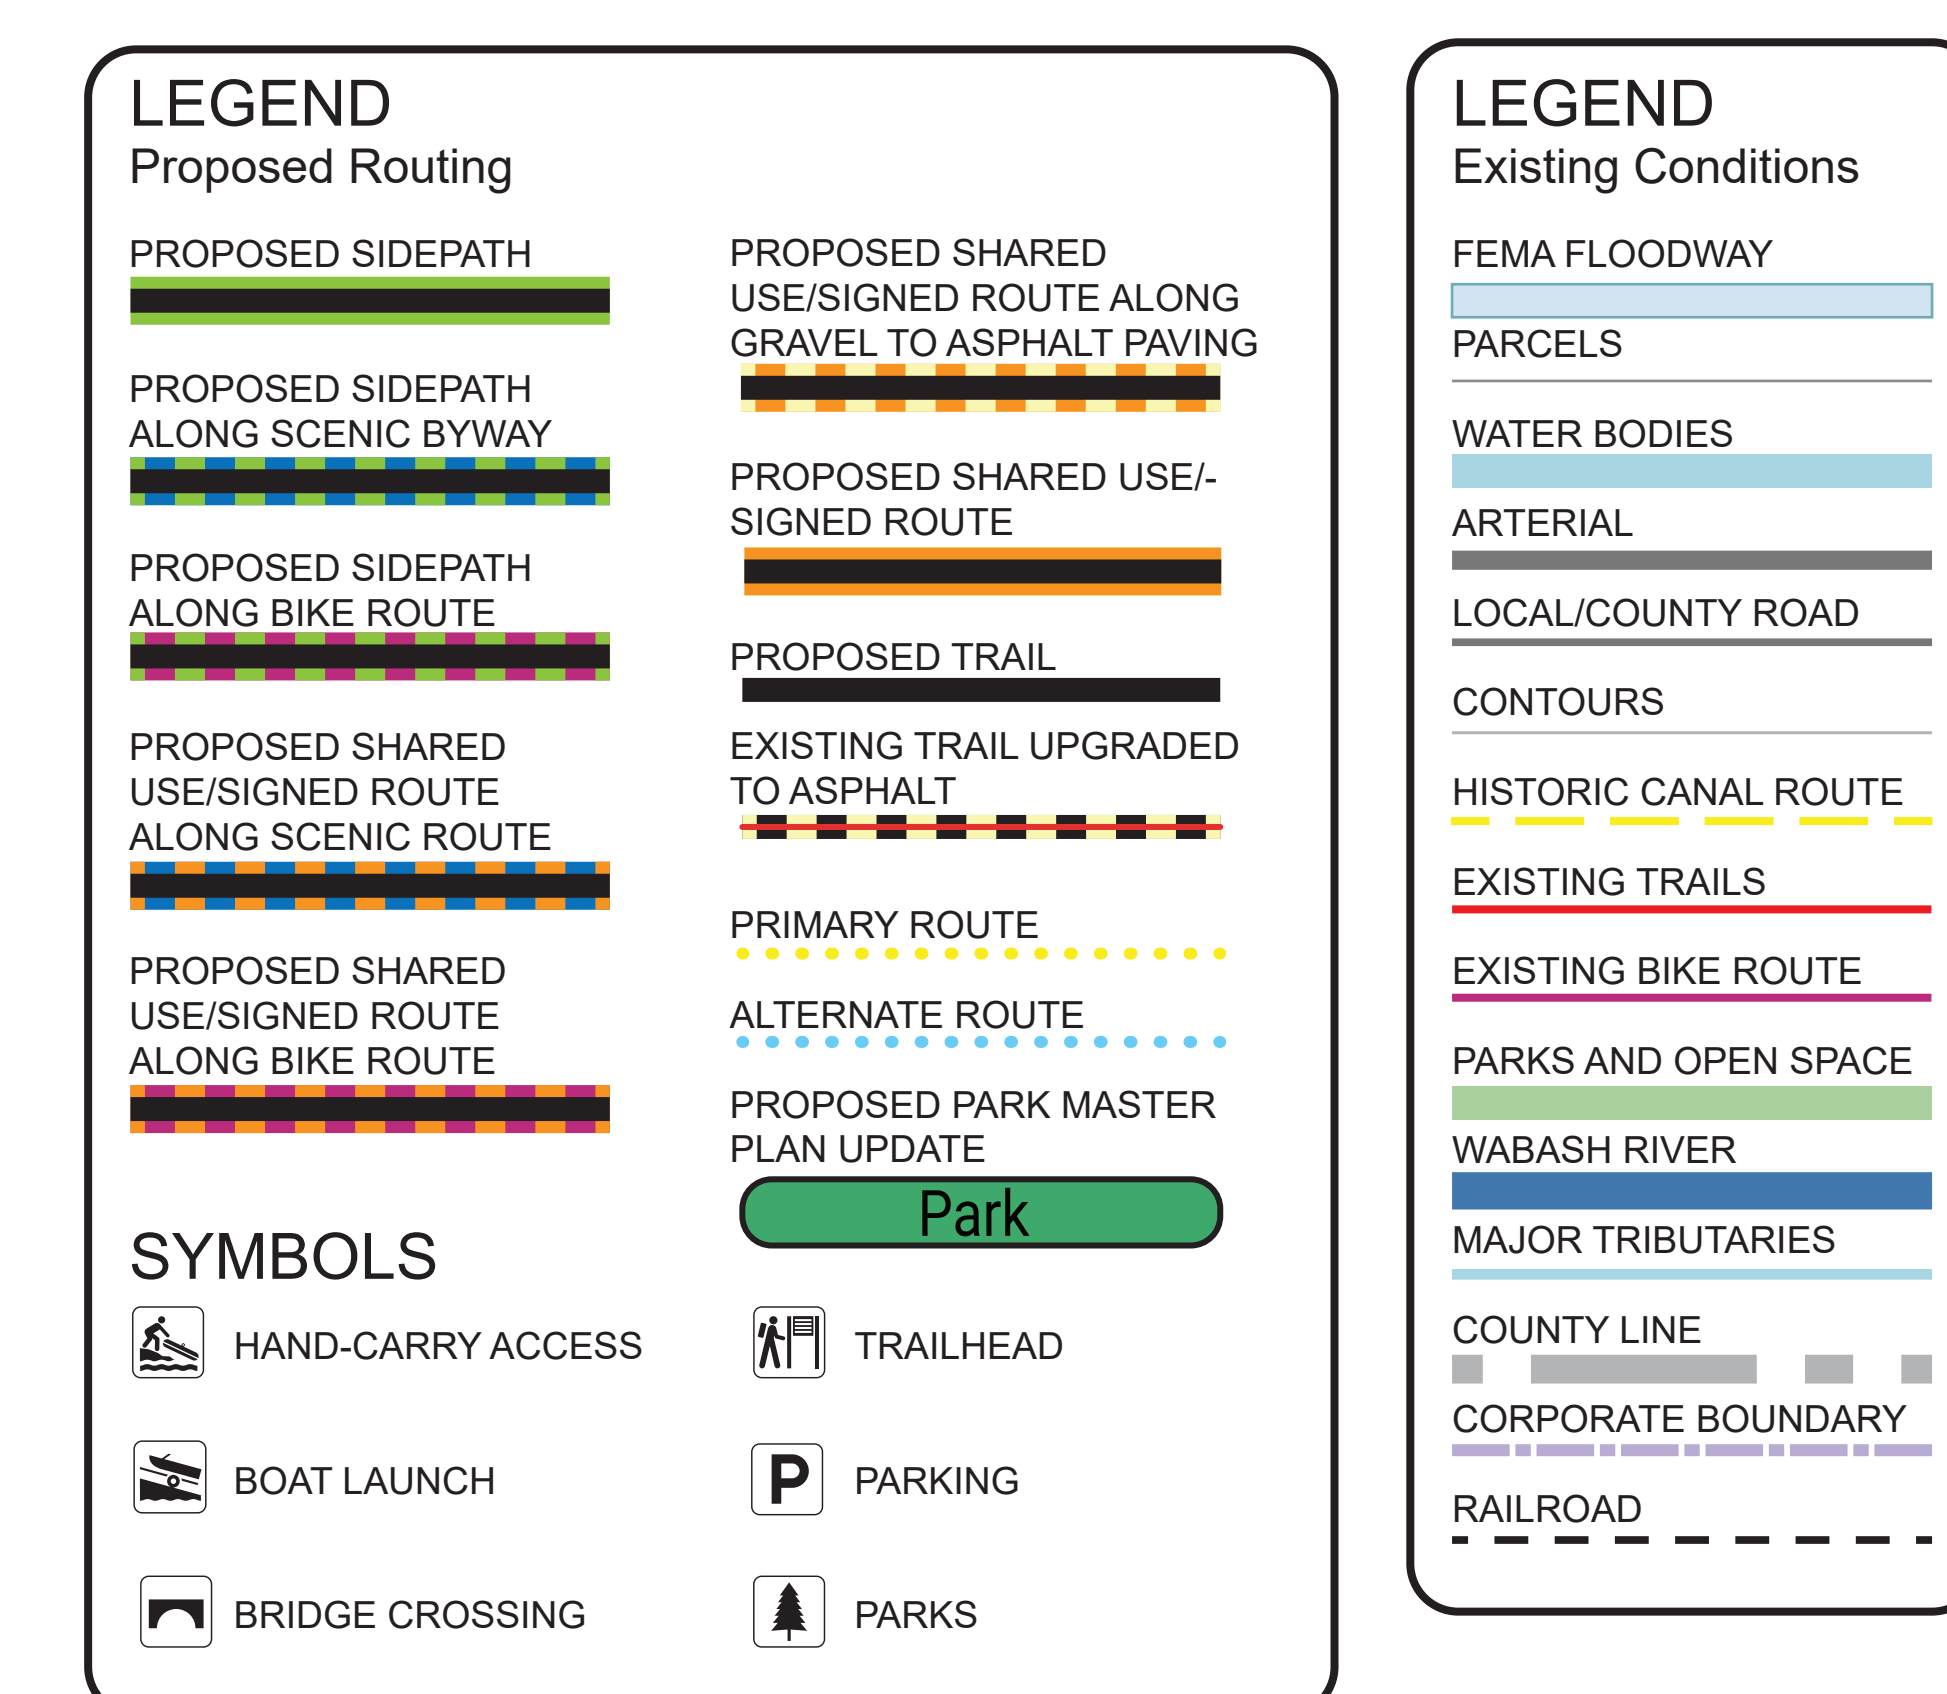 LEGEND
Proposed Routing
PROPOSED SIDEPATH
PROPOSED SIDEPATH
ALONG SCENIC BYWAY
PROPOSED SIDEPATH
ALONG BIKE ROUTE
PROPOSED SHARED
USE/SIGNED ROUTE
ALONG SCENIC ROUTE
PROPOSED SHARED
USE/SIGNED ROUTE
ALONG BIKE ROUTE
PROPOSED SHARED
USE/SIGNED ROUTE ALONG
GRAVEL TO ASPHALT PAVING
PROPOSED SHARED USE/-
SIGNED ROUTE
PROPOSED TRAIL
EXISTING TRAIL UPGRADED
TO ASPHALT
PRIMARY ROUTE
ALTERNATE ROUTE
PROPOSED PARK MASTER
PLAN UPDATE
Park
SYMBOLS
HAND-CARRY ACCESS
BOAT LAUNCH
BRIDGE CROSSING
TRAILHEAD
P
PARKING
PARKS
LEGEND
Existing Conditions
FEMA FLOODWAY
PARCELS
WATER BODIES
ARTERIAL
LOCAL/COUNTY ROAD
CONTOURS
HISTORIC CANAL ROUTE
EXISTING TRAILS
EXISTING BIKE ROUTE
PARKS AND OPEN SPACE
WABASH RIVER
MAJOR TRIBUTARIES
COUNTY LINE
CORPORATE BOUNDARY
RAILROAD